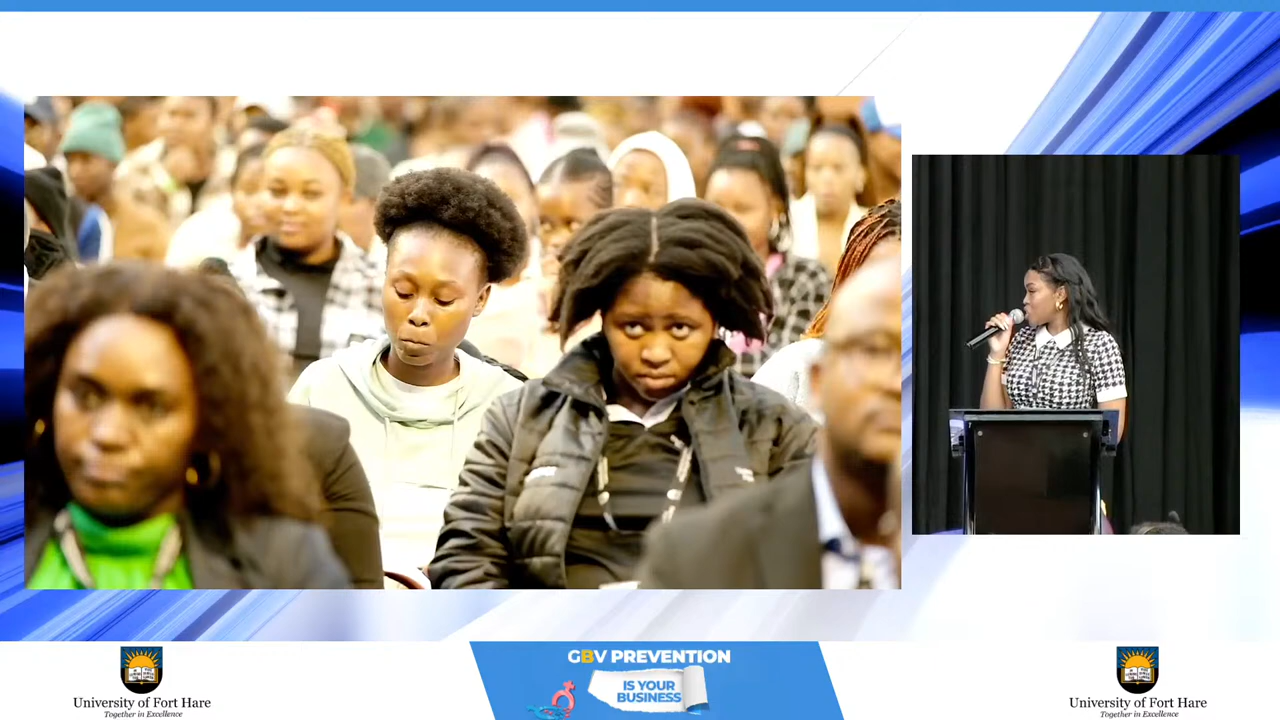 GBV PREVENTION
IS YOUR
BUSINESS
University of Fort Hare
Together in Excellence
University of Fort Hare
Together in Excellence